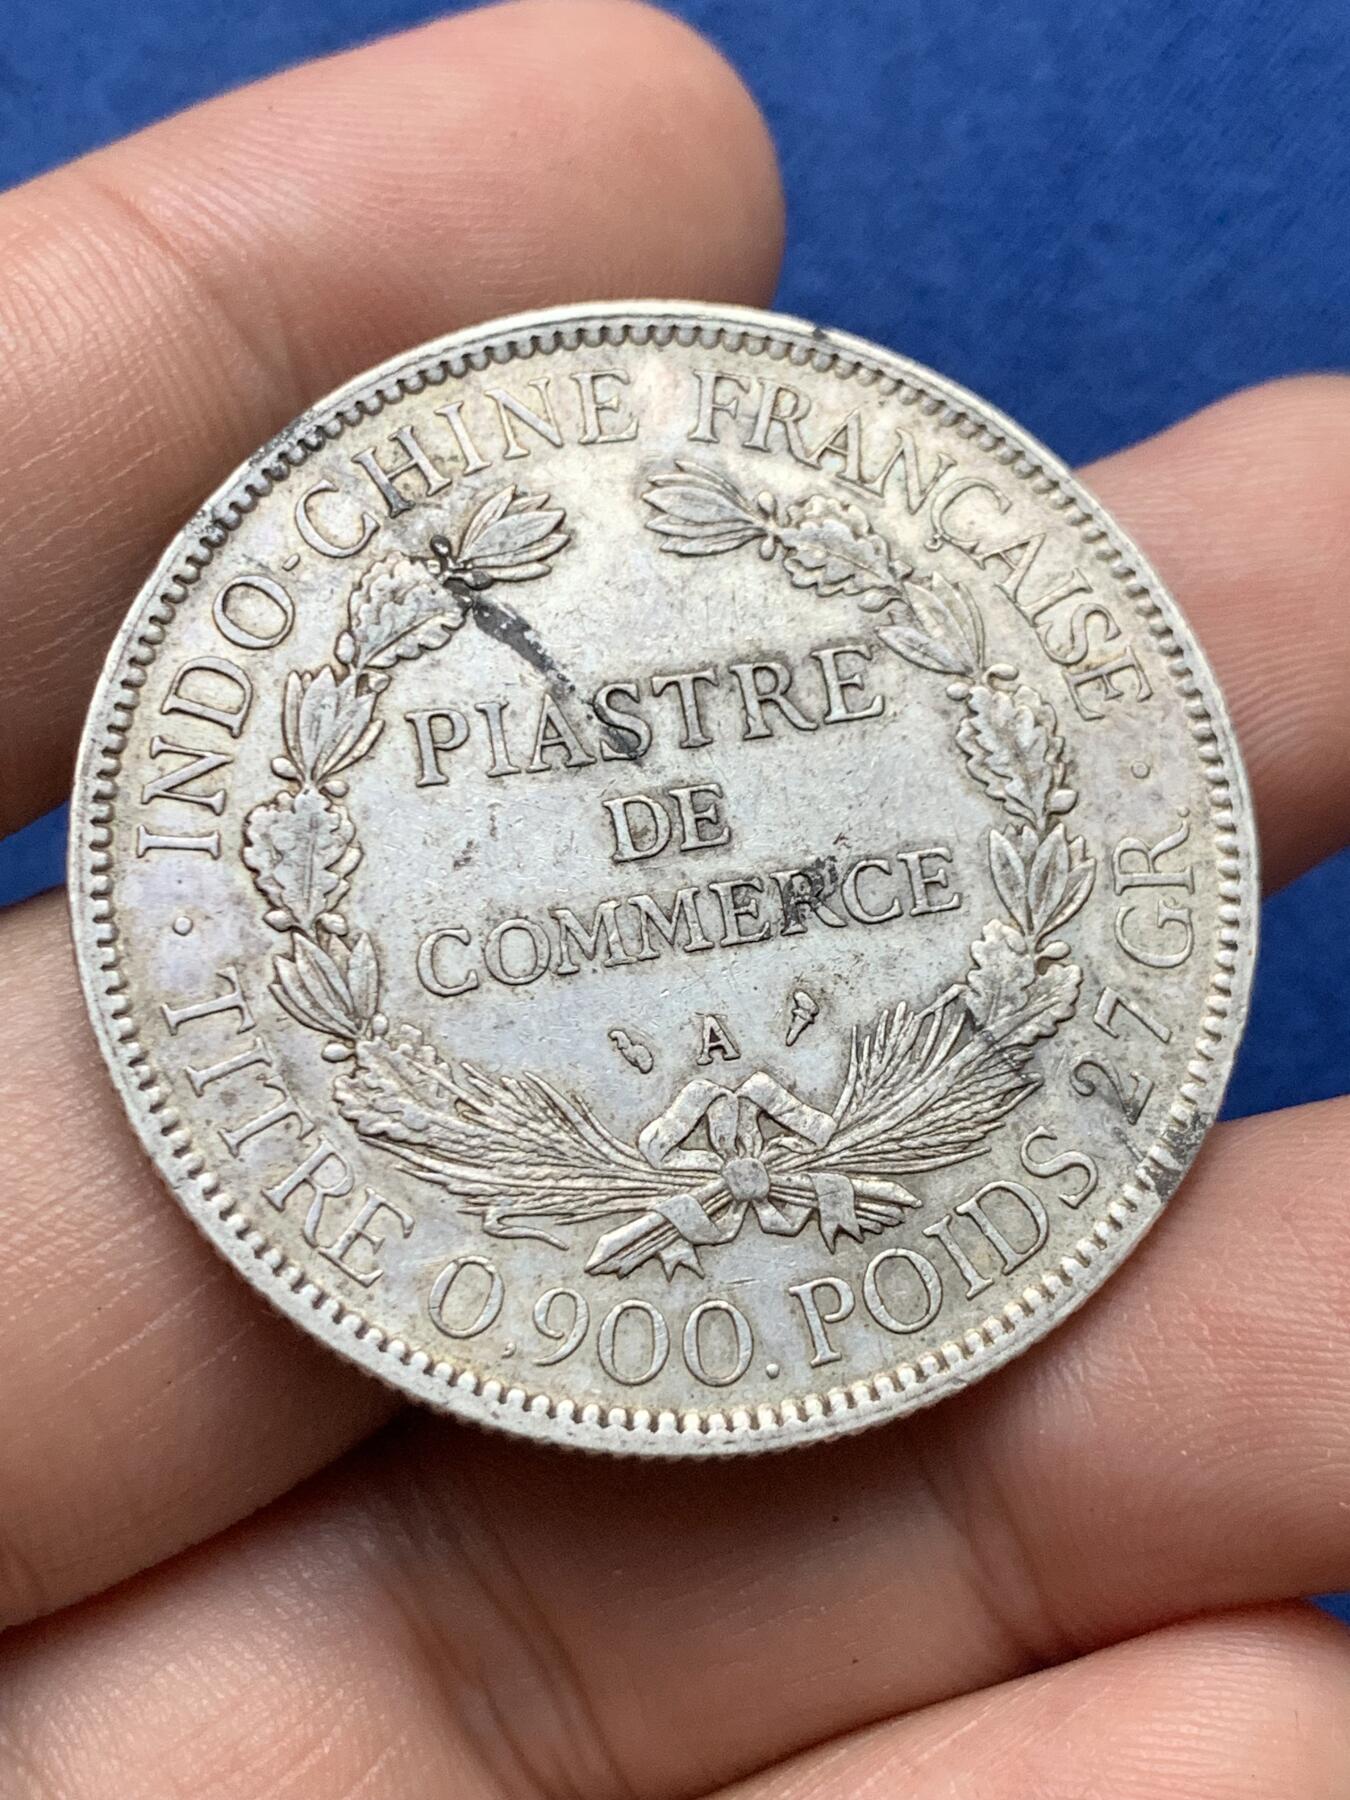 INDO-CHINE FRANÇAISE
PIASTRE
DE
COMMERCE
A
· TITRE 0,900. POIDS 27 GR. ·